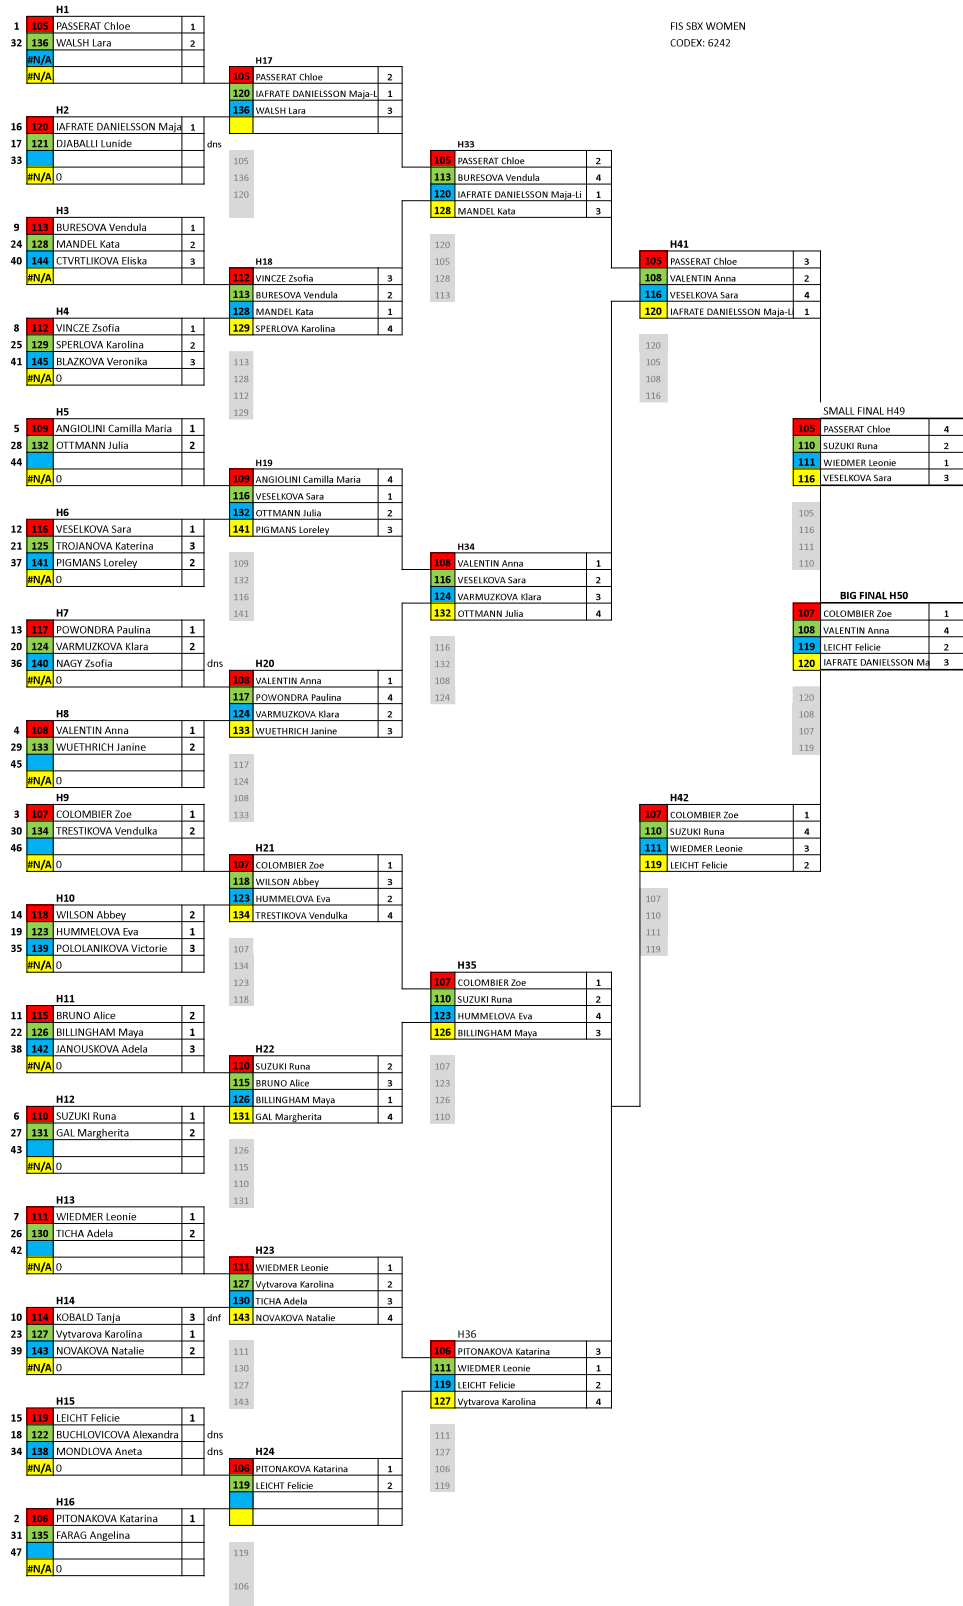 FIS SBX WOMEN
CODEX: 6242
H1
1 105 PASSERAT Chloe 1
32 136 WALSH Lara 2
#N/A
#N/A
H2
16 120 IAFRATE DANIELSSON Maja 1
17 121 DJABALLI Lunide dns
33
#N/A 0
H3
9 113 BURESOVA Vendula 1
24 128 MANDEL Kata 2
40 144 CTVRTLIKOVA Eliska 3
#N/A
H4
8 112 VINCZE Zsofia 1
25 129 SPERLOVA Karolina 2
41 145 BLAZKOVA Veronika 3
#N/A 0
H5
5 109 ANGIOLINI Camilla Maria 1
28 132 OTTMANN Julia 2
44
#N/A 0
H6
12 116 VESELKOVA Sara 1
21 125 TROJANOVA Katerina 3
37 141 PIGMANS Loreley 2
#N/A 0
H7
13 117 POWONDRA Paulina 1
20 124 VARMUZKOVA Klara 2
36 140 NAGY Zsofia dns
#N/A 0
H8
4 108 VALENTIN Anna 1
29 133 WUETHRICH Janine 2
45
#N/A 0
H9
3 107 COLOMBIER Zoe 1
30 134 TRESTIKOVA Vendulka 2
46
#N/A 0
H10
14 118 WILSON Abbey 2
19 123 HUMMELOVA Eva 1
35 139 POLOLANIKOVA Victorie 3
#N/A 0
H11
11 115 BRUNO Alice 2
22 126 BILLINGHAM Maya 1
38 142 JANOUSKOVA Adela 3
#N/A 0
H12
6 110 SUZUKI Runa 1
27 131 GAL Margherita 2
43
#N/A 0
H13
7 111 WIEDMER Leonie 1
26 130 TICHA Adela 2
42
#N/A 0
H14
10 114 KOBALD Tanja 3 dnf
23 127 Vytvarova Karolina 1
39 143 NOVAKOVA Natalie 2
#N/A 0
H15
15 119 LEICHT Felicie 1
18 122 BUCHLOVICOVA Alexandra dns
34 138 MONDLOVA Aneta dns
#N/A 0
H16
2 106 PITONAKOVA Katarina 1
31 135 FARAG Angelina
47
#N/A 0
H17
105 PASSERAT Chloe 2
120 IAFRATE DANIELSSON Maja-L 1
136 WALSH Lara 3
105
136
120
H18
112 VINCZE Zsofia 3
113 BURESOVA Vendula 2
128 MANDEL Kata 1
129 SPERLOVA Karolina 4
113
128
112
129
H19
109 ANGIOLINI Camilla Maria 4
116 VESELKOVA Sara 1
132 OTTMANN Julia 2
141 PIGMANS Loreley 3
109
132
116
141
H20
108 VALENTIN Anna 1
117 POWONDRA Paulina 4
124 VARMUZKOVA Klara 2
133 WUETHRICH Janine 3
117
124
108
133
H21
107 COLOMBIER Zoe 1
118 WILSON Abbey 3
123 HUMMELOVA Eva 2
134 TRESTIKOVA Vendulka 4
107
134
123
118
H22
110 SUZUKI Runa 2
115 BRUNO Alice 3
126 BILLINGHAM Maya 1
131 GAL Margherita 4
126
115
110
131
H23
111 WIEDMER Leonie 1
127 Vytvarova Karolina 2
130 TICHA Adela 3
143 NOVAKOVA Natalie 4
111
130
127
143
H24
106 PITONAKOVA Katarina 1
119 LEICHT Felicie 2
119
106
H33
105 PASSERAT Chloe 2
113 BURESOVA Vendula 4
120 IAFRATE DANIELSSON Maja-Li 1
128 MANDEL Kata 3
120
105
128
113
H34
108 VALENTIN Anna 1
116 VESELKOVA Sara 2
124 VARMUZKOVA Klara 3
132 OTTMANN Julia 4
116
132
108
124
H35
107 COLOMBIER Zoe 1
110 SUZUKI Runa 2
123 HUMMELOVA Eva 4
126 BILLINGHAM Maya 3
107
123
126
110
H36
106 PITONAKOVA Katarina 3
111 WIEDMER Leonie 1
119 LEICHT Felicie 2
127 Vytvarova Karolina 4
111
127
106
119
H41
105 PASSERAT Chloe 3
108 VALENTIN Anna 2
116 VESELKOVA Sara 4
120 IAFRATE DANIELSSON Maja-Li 1
120
105
108
116
H42
107 COLOMBIER Zoe 1
110 SUZUKI Runa 4
111 WIEDMER Leonie 3
119 LEICHT Felicie 2
107
110
111
119
SMALL FINAL H49
105 PASSERAT Chloe 4
110 SUZUKI Runa 2
111 WIEDMER Leonie 1
116 VESELKOVA Sara 3
105
116
111
110
BIG FINAL H50
107 COLOMBIER Zoe 1
108 VALENTIN Anna 4
119 LEICHT Felicie 2
120 IAFRATE DANIELSSON Ma 3
120
108
107
119